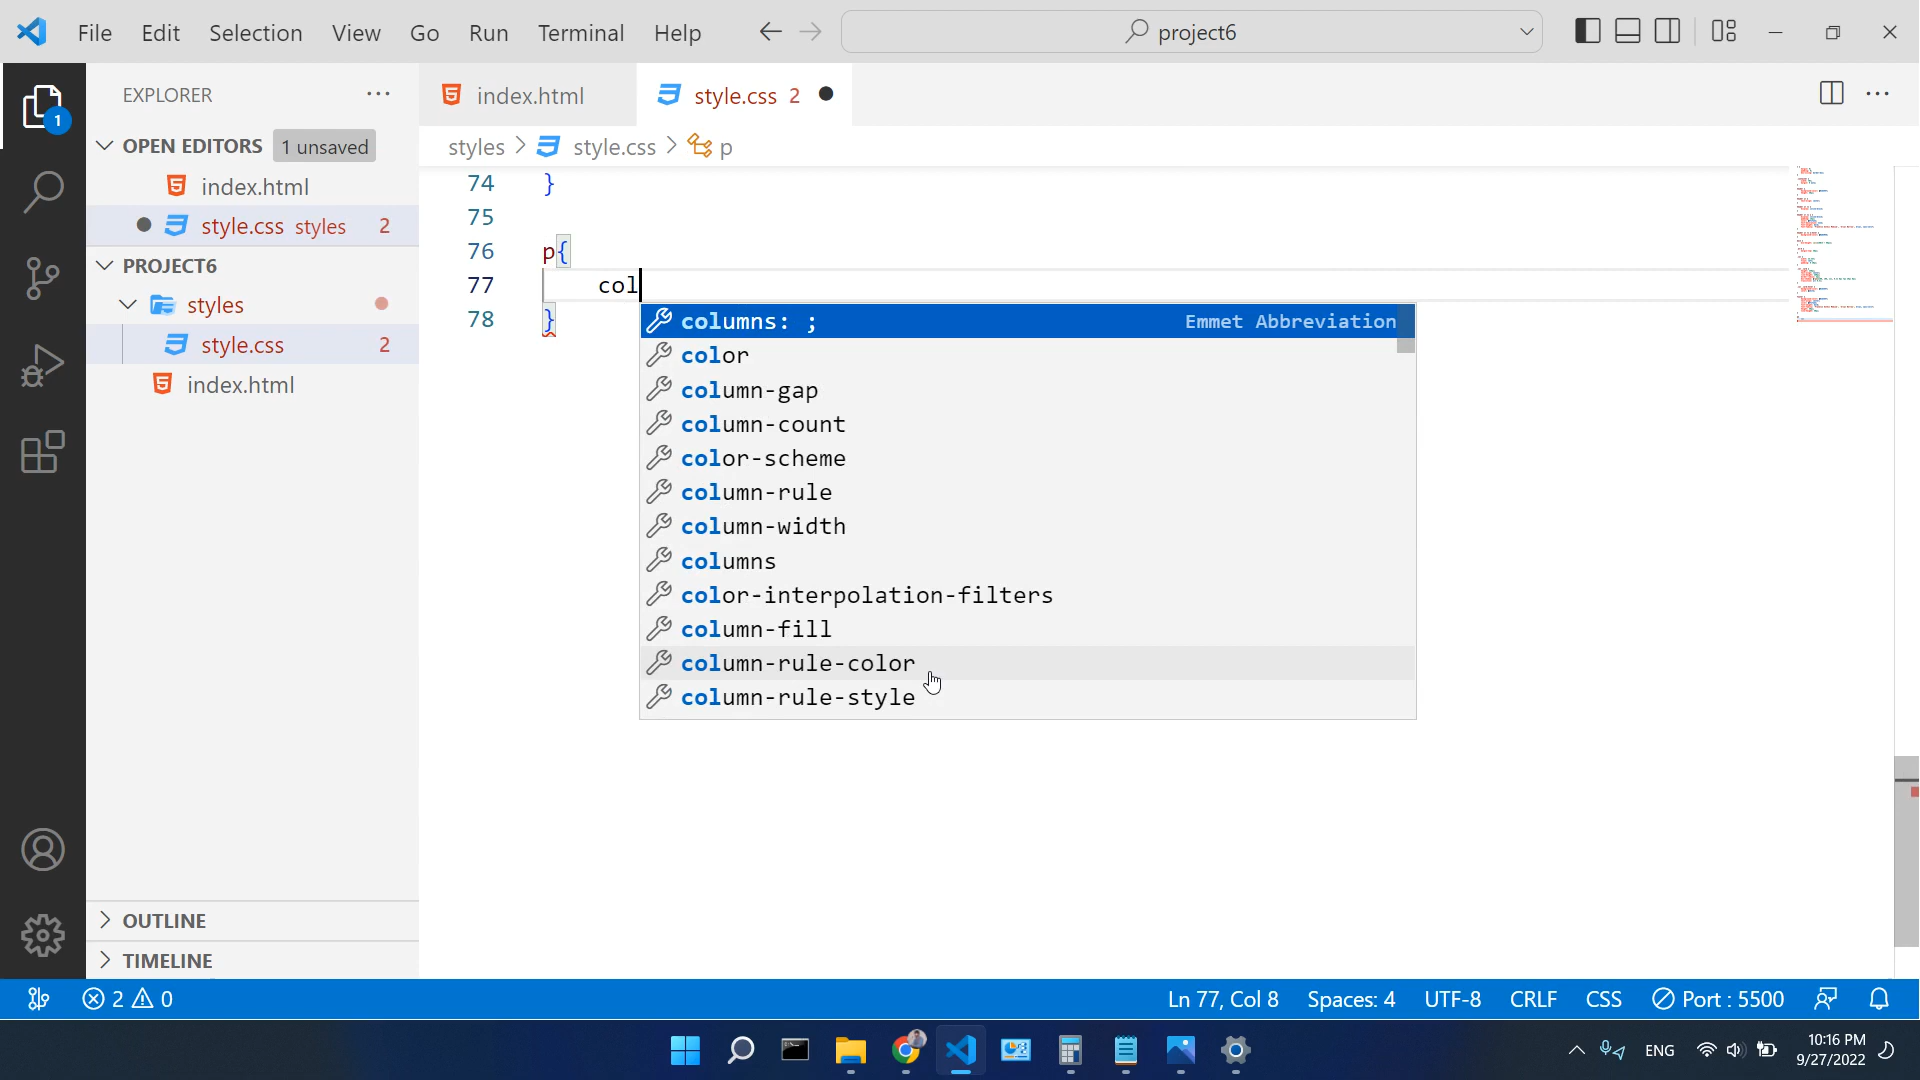 File Edit Selection View Go Run Terminal Help project6
EXPLORER
OPEN EDITORS 1 unsaved
index.html
style.css styles 2
PROJECT6
styles
style.css 2
index.html
OUTLINE
TIMELINE
index.html style.css 2
styles > style.css > p
74 }
75
76 p{
77 col
78 }
columns: ; Emmet Abbreviation
color
column-gap
column-count
color-scheme
column-rule
column-width
columns
color-interpolation-filters
column-fill
column-rule-color
column-rule-style
1
2 0 Ln 77, Col 8 Spaces: 4 UTF-8 CRLF CSS Port : 5500
ENG 10:16 PM
9/27/2022